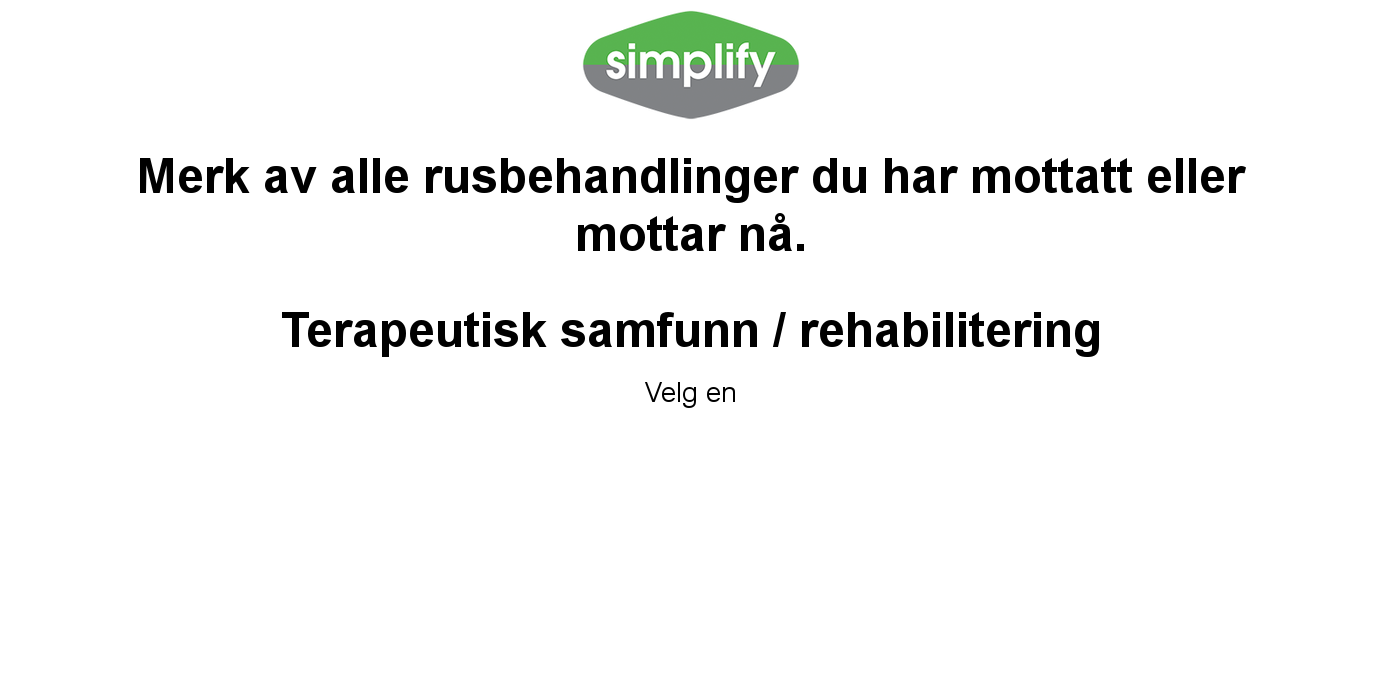 simplify
Merk av alle rusbehandlinger du har mottatt eller
mottar nå.
Terapeutisk samfunn / rehabilitering
Velg en